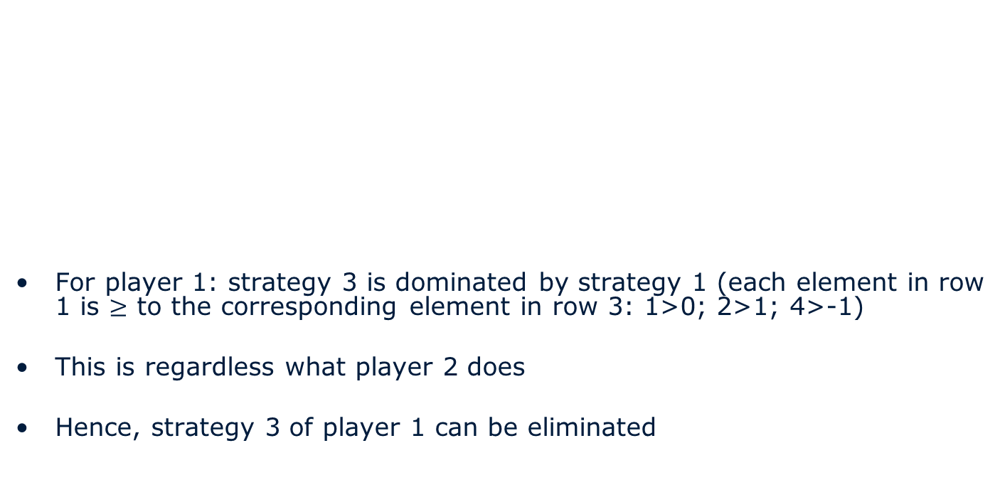 • For player 1: strategy 3 is dominated by strategy 1 (each element in row
1 is ≥ to the corresponding element in row 3: 1>0; 2>1; 4>-1)
• This is regardless what player 2 does
• Hence, strategy 3 of player 1 can be eliminated